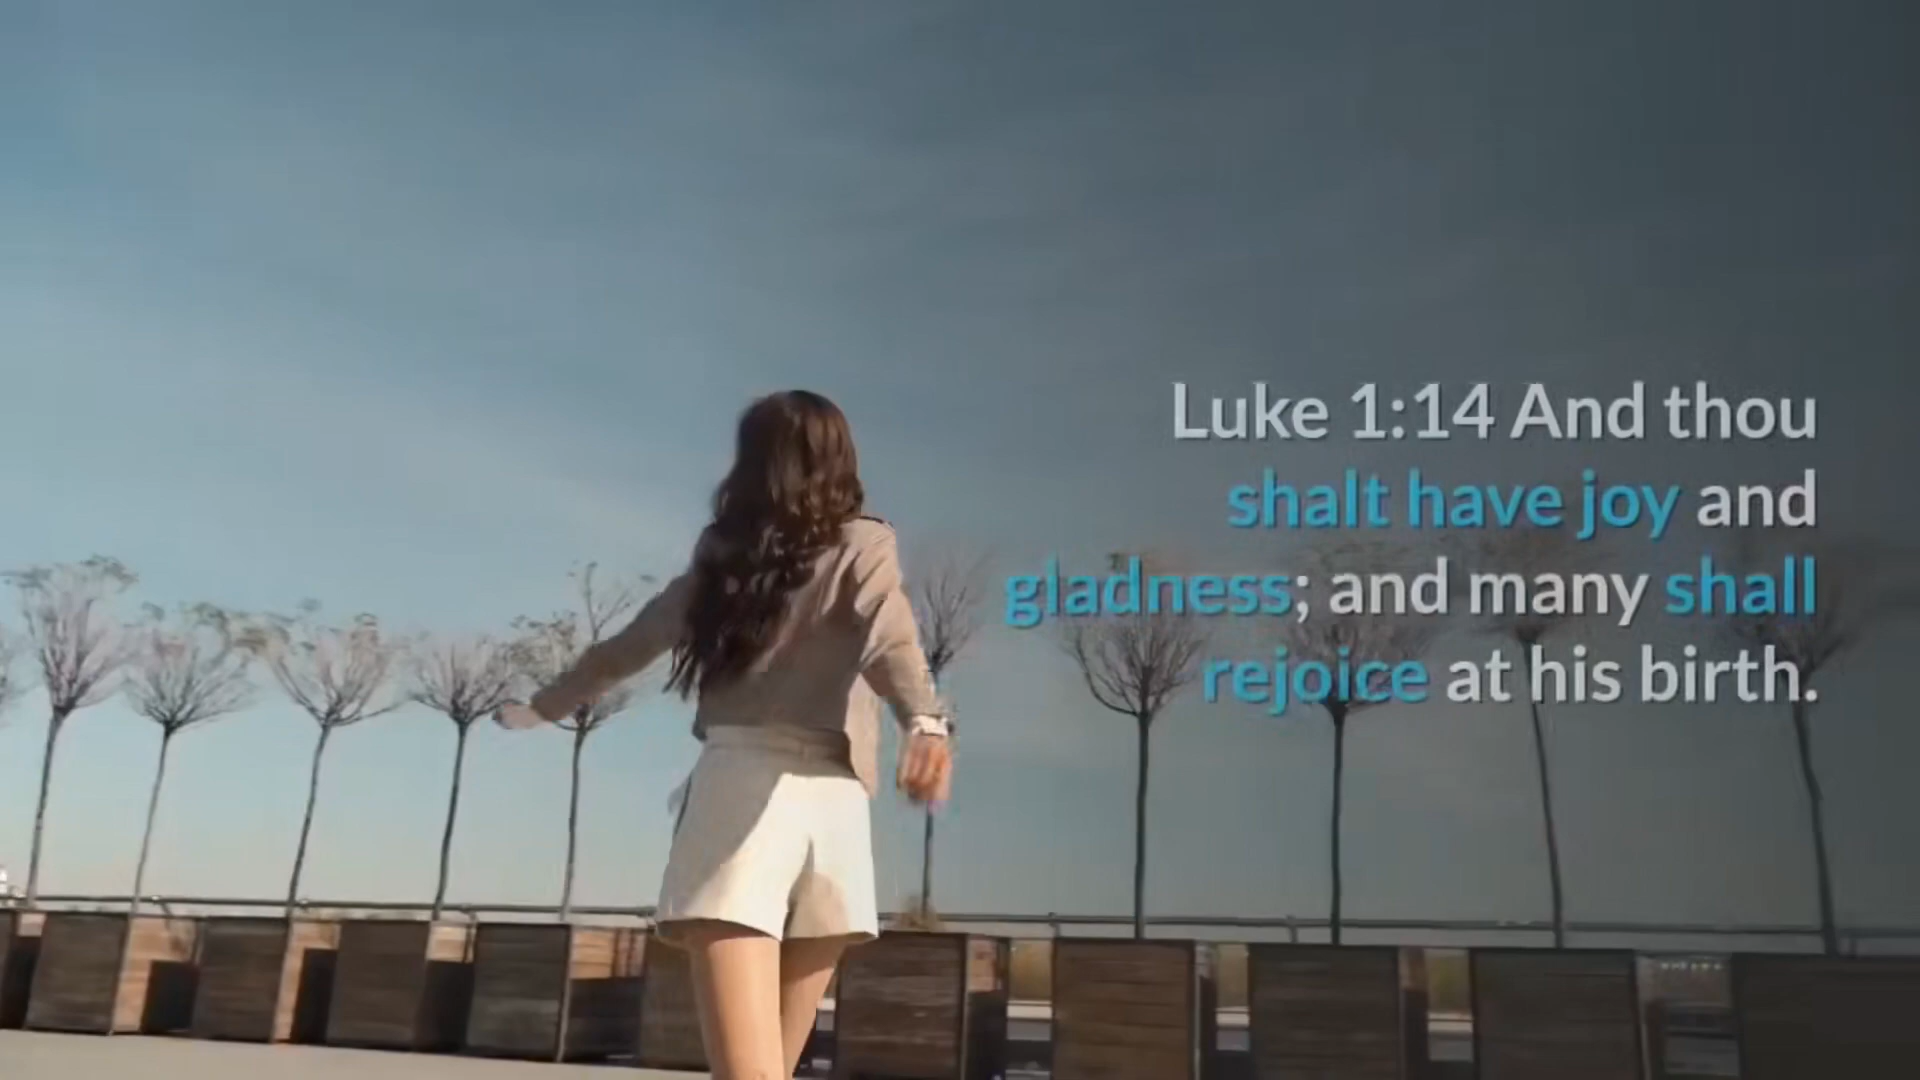 Luke 1:14 And thou
shalt have joy and
gladness; and many shall
rejoice at his birth.